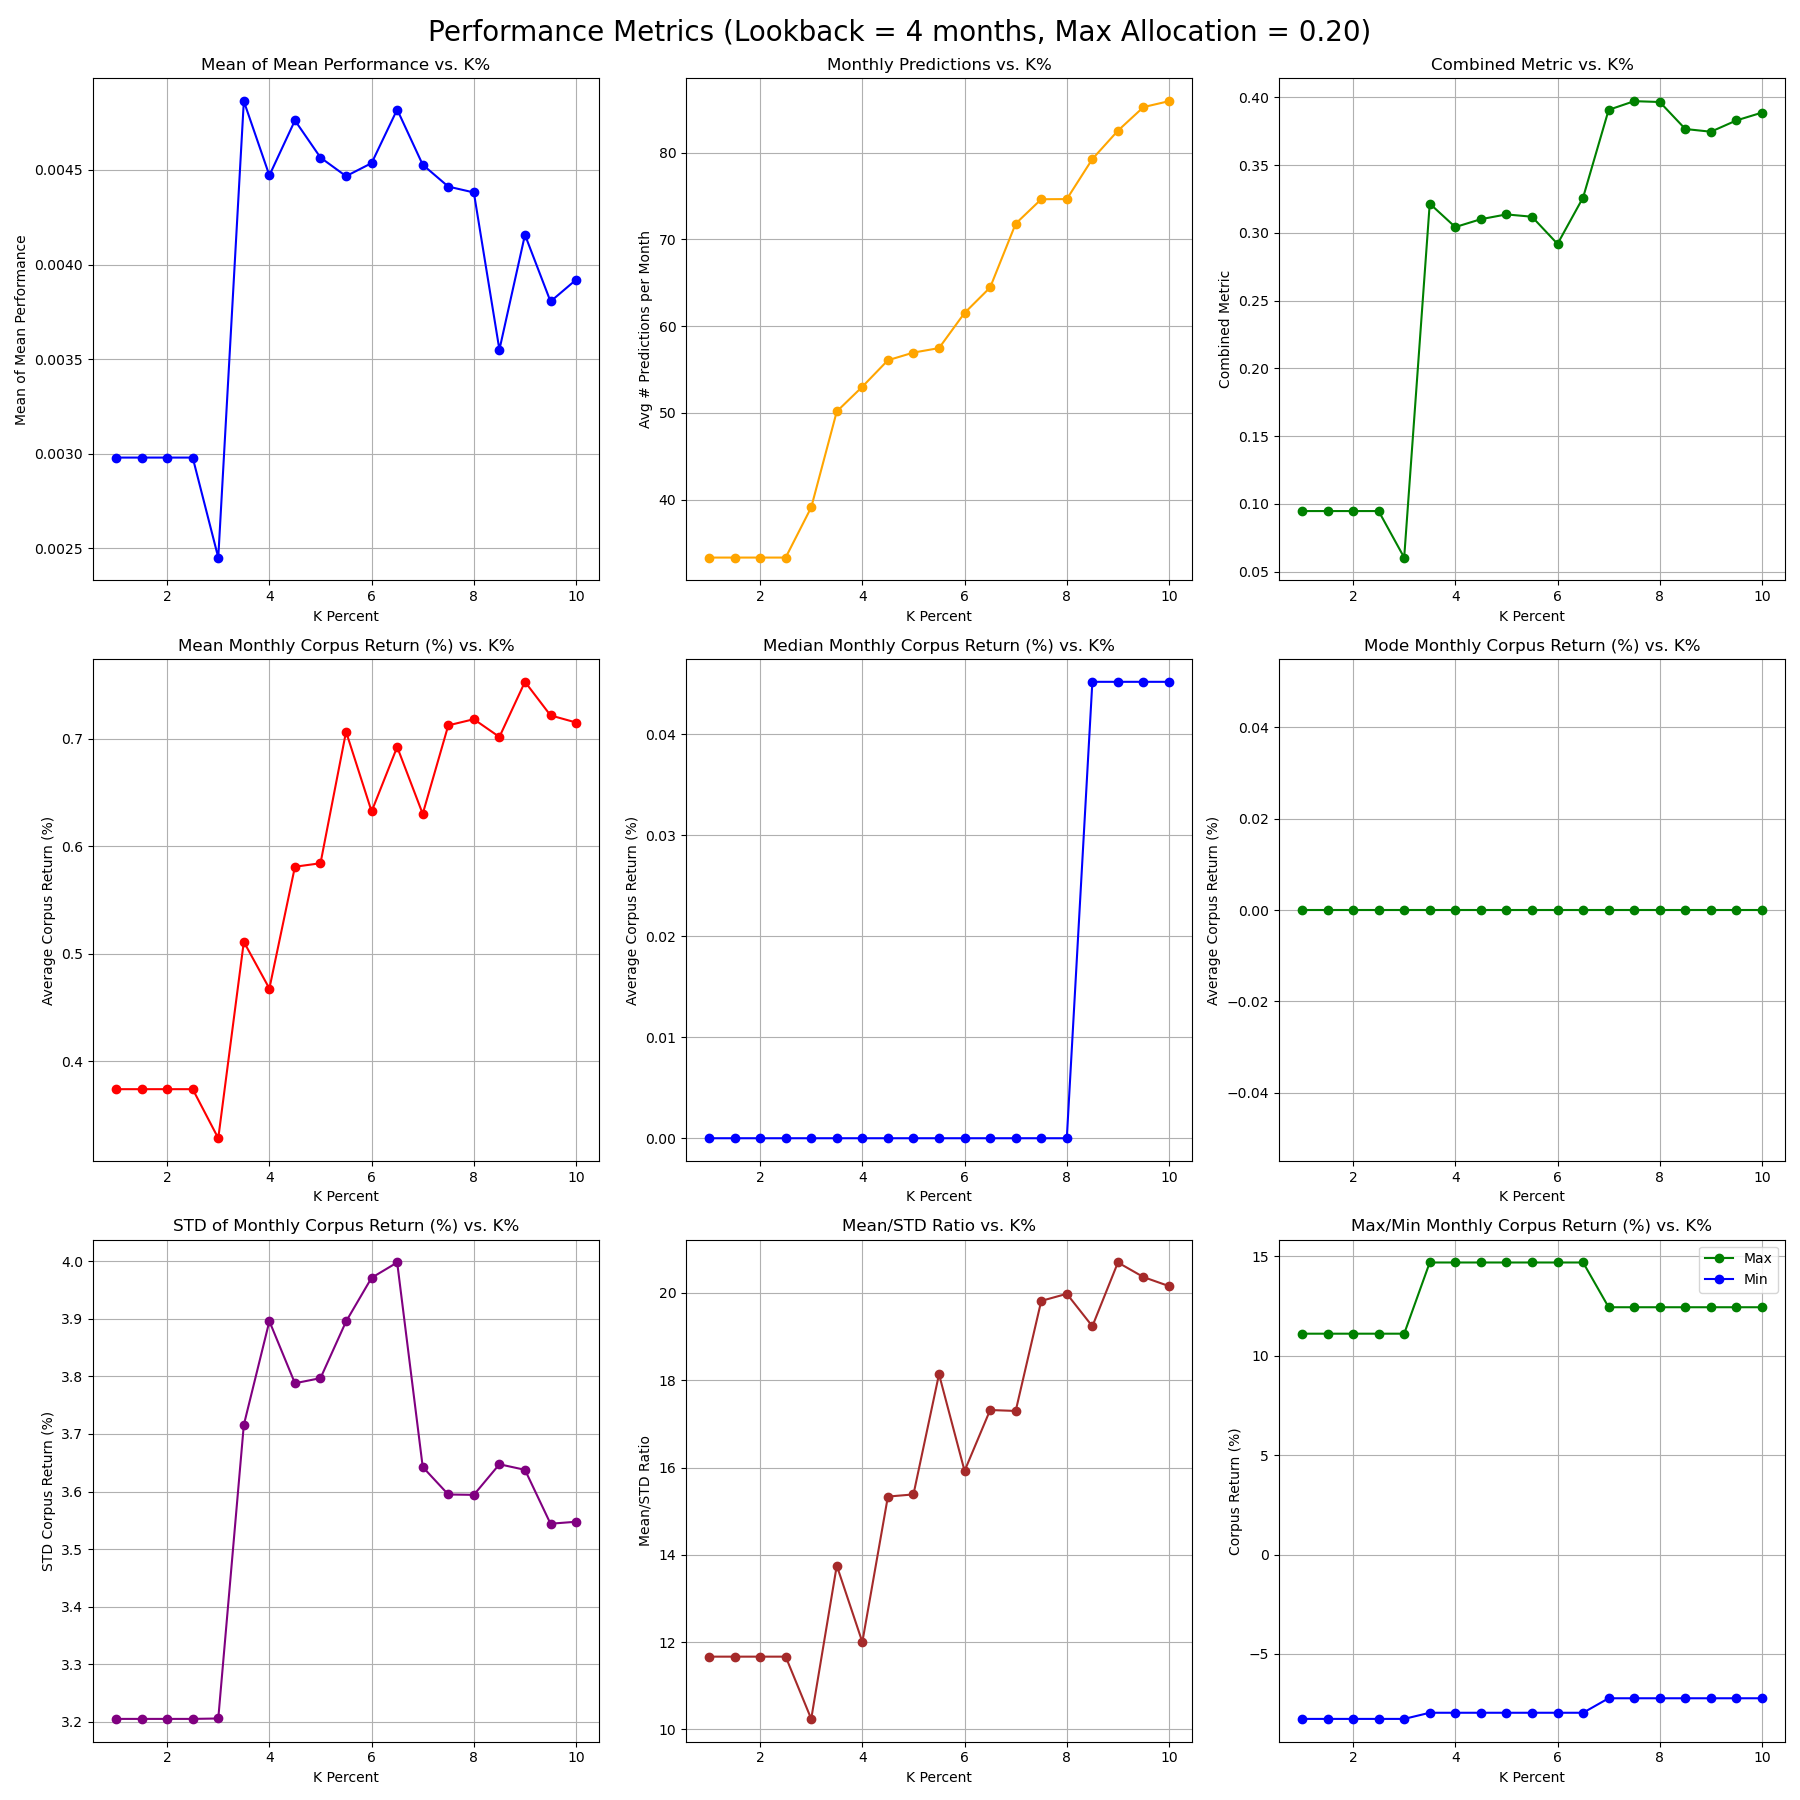 Performance Metrics (Lookback = 4 months, Max Allocation = 0.20)
Mean of Mean Performance vs. K%
Mean of Mean Performance
0.0045
0.0040
0.0035
0.0030
0.0025
2 4 6 8 10
K Percent
Monthly Predictions vs. K%
Avg # Predictions per Month
80
70
60
50
40
2 4 6 8 10
K Percent
Combined Metric vs. K%
Combined Metric
0.40
0.35
0.30
0.25
0.20
0.15
0.10
0.05
2 4 6 8 10
K Percent
Mean Monthly Corpus Return (%) vs. K%
Average Corpus Return (%)
0.7
0.6
0.5
0.4
2 4 6 8 10
K Percent
Median Monthly Corpus Return (%) vs. K%
Average Corpus Return (%)
0.04
0.03
0.02
0.01
0.00
2 4 6 8 10
K Percent
Mode Monthly Corpus Return (%) vs. K%
Average Corpus Return (%)
0.04
0.02
0.00
−0.02
−0.04
2 4 6 8 10
K Percent
STD of Monthly Corpus Return (%) vs. K%
STD Corpus Return (%)
4.0
3.9
3.8
3.7
3.6
3.5
3.4
3.3
3.2
2 4 6 8 10
K Percent
Mean/STD Ratio vs. K%
Mean/STD Ratio
20
18
16
14
12
10
2 4 6 8 10
K Percent
Max/Min Monthly Corpus Return (%) vs. K%
Corpus Return (%)
15
10
5
0
−5
Max
Min
2 4 6 8 10
K Percent